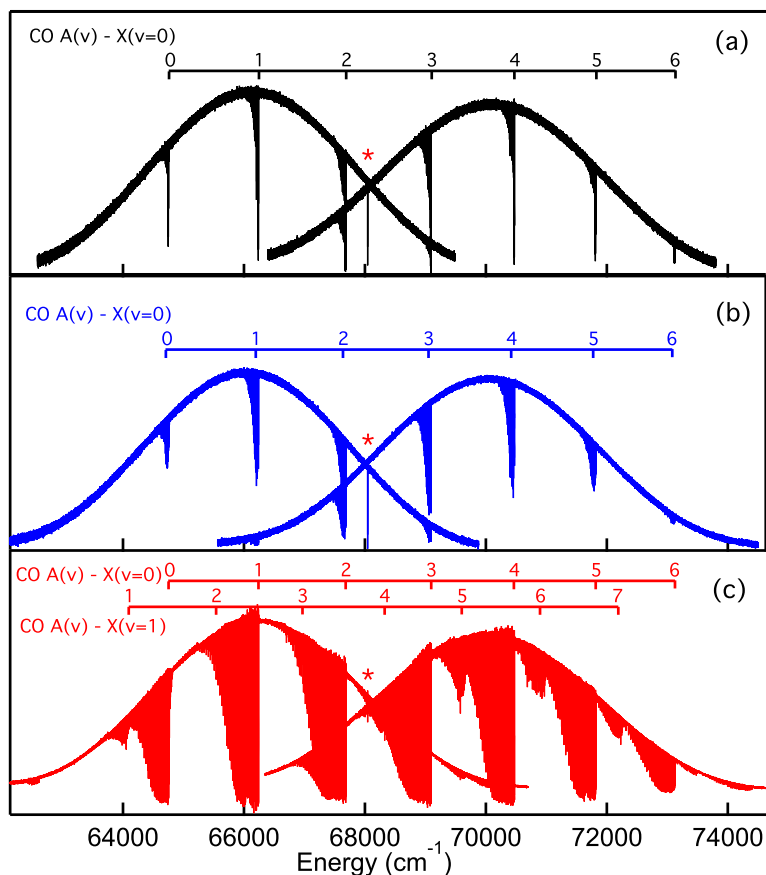 CO A(v) - X(v=0)
(a)
0 1 2 3 4 5 6
*
CO A(v) - X(v=0)
(b)
0 1 2 3 4 5 6
*
CO A(v) - X(v=0)
0 1 2 3 4 5 6
(c)
1 2 3 4 5 6 7
CO A(v) - X(v=1)
*
64000 66000 68000 70000 72000 74000
Energy (cm⁻¹)